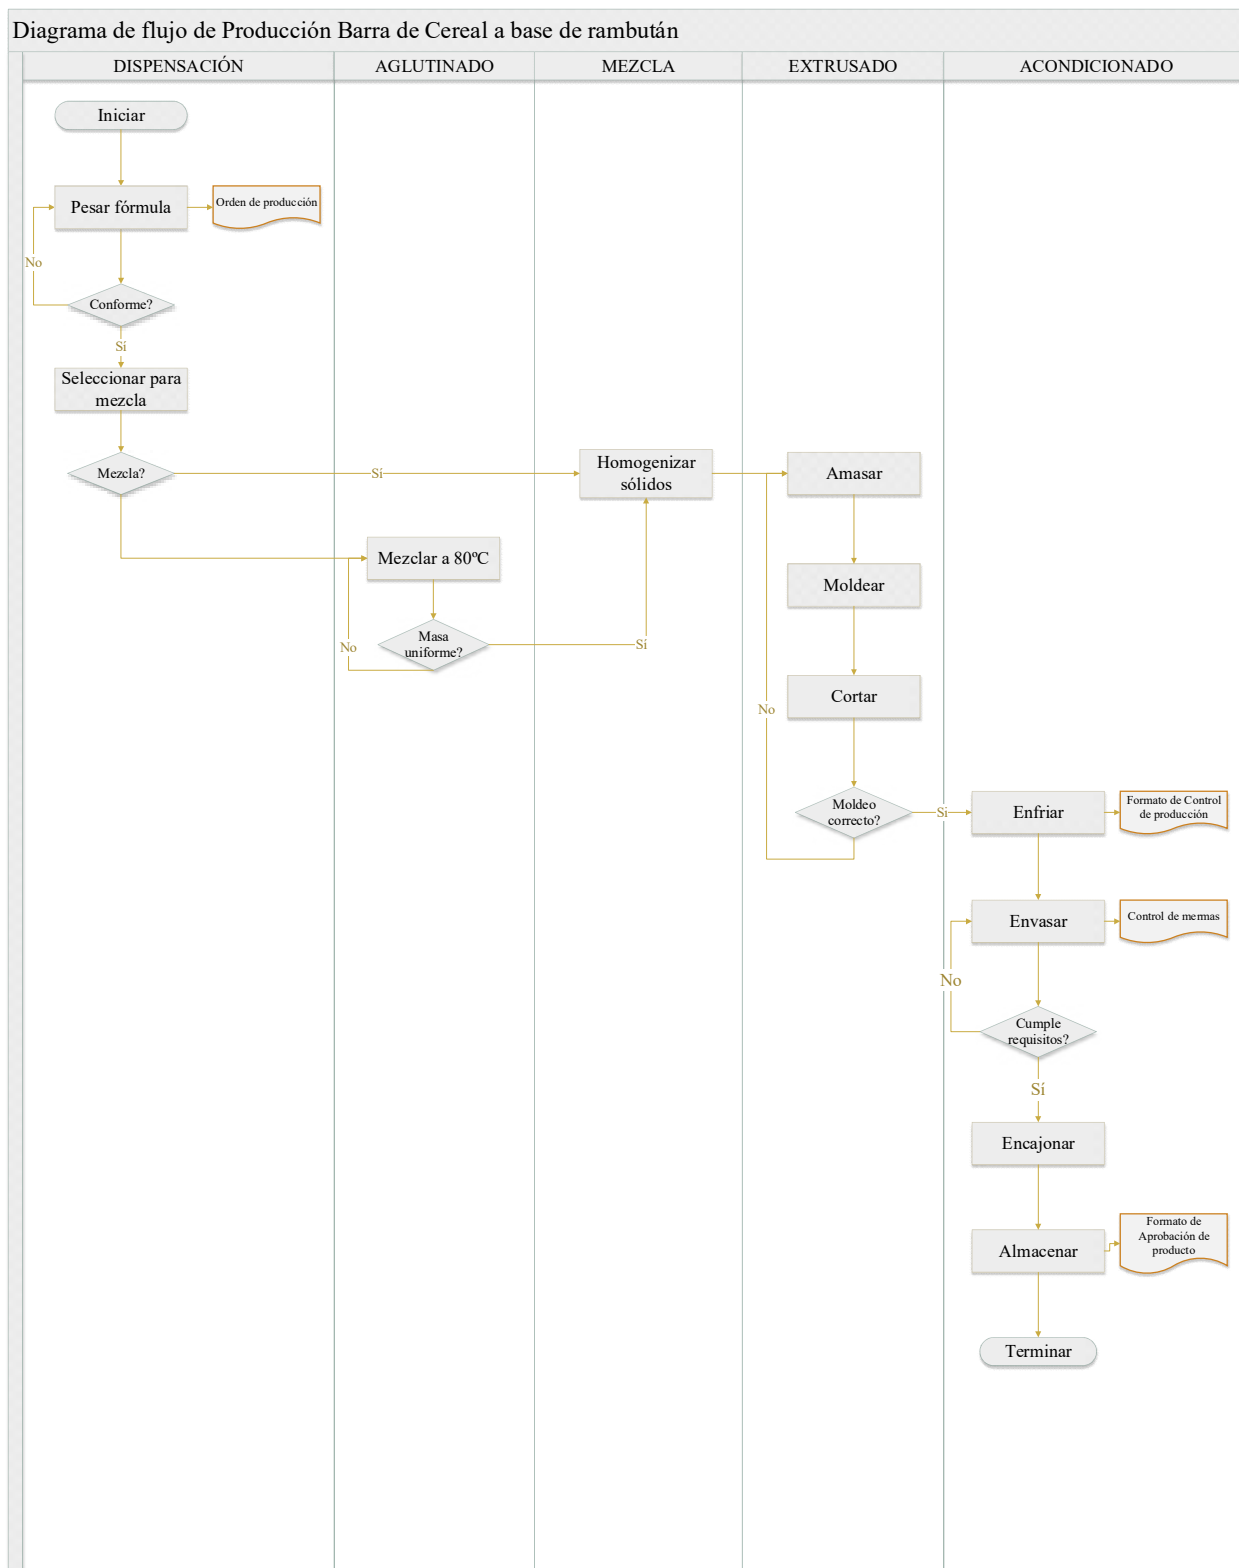 Diagrama de flujo de Producción Barra de Cereal a base de rambután
DISPENSACIÓN
AGLUTINADO
MEZCLA
EXTRUSADO
ACONDICIONADO
Iniciar
Pesar fórmula
Orden de producción
No
Conforme?
Sí
Seleccionar para
mezcla
Mezcla?
Sí
Homogenizar
sólidos
Amasar
Mezclar a 80ºC
Moldear
Masa
uniforme?
No
Sí
Cortar
No
Moldeo
correcto?
Si
Enfriar
Formato de Control
de producción
Envasar
Control de mermas
No
Cumple
requisitos?
Sí
Encajonar
Almacenar
Formato de
Aprobación de
producto
Terminar